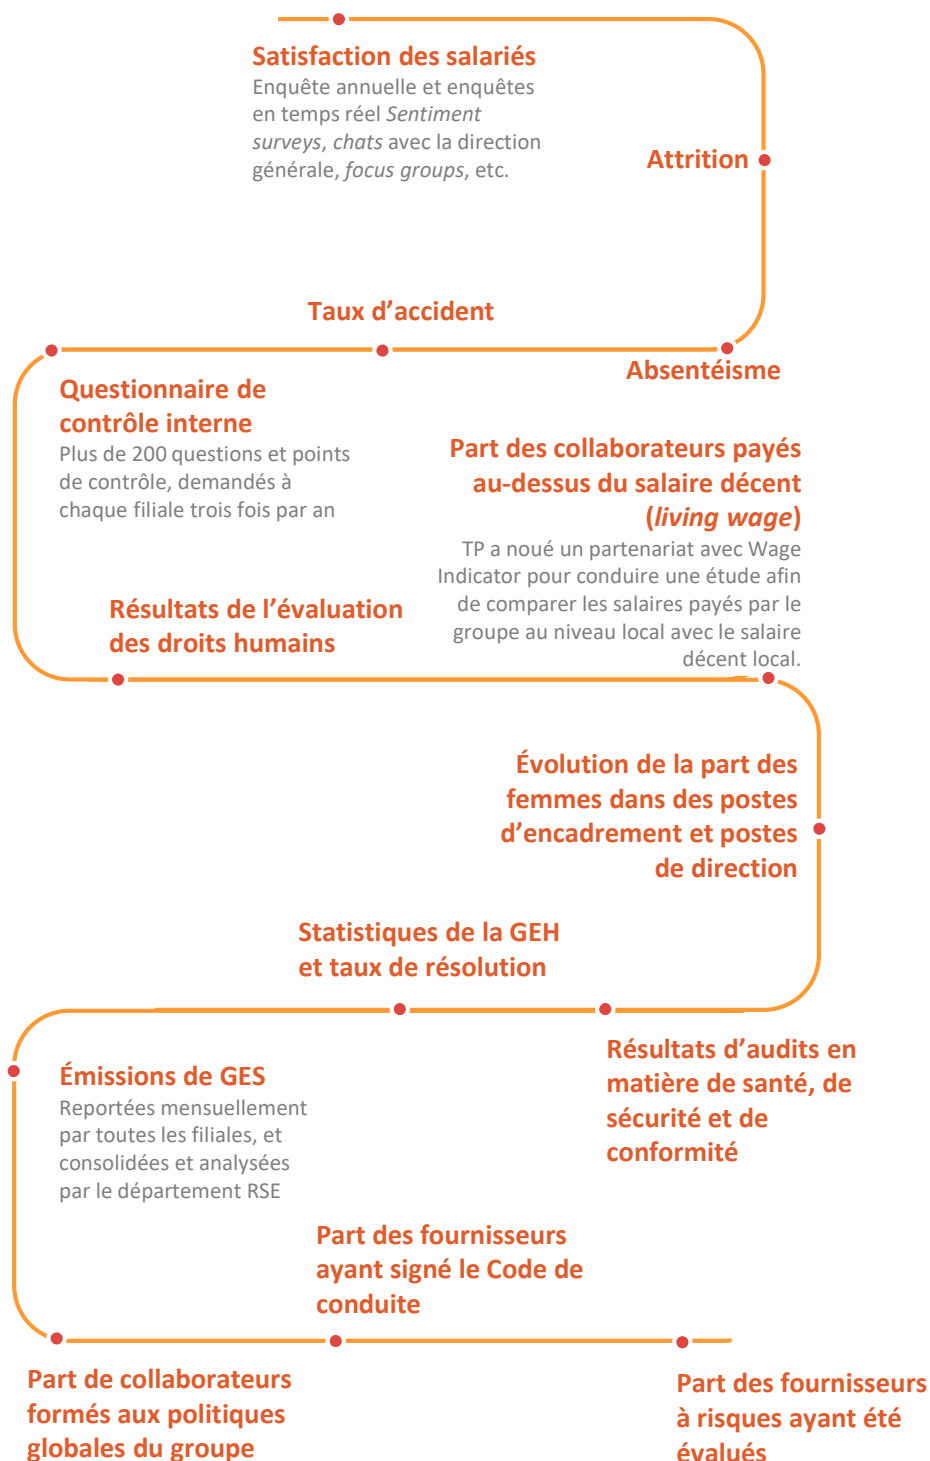 Satisfaction des salariés
Enquête annuelle et enquêtes
en temps réel Sentiment
surveys, chats avec la direction
générale, focus groups, etc.
Attrition
Absentéisme
Taux d’accident
Questionnaire de
contrôle interne
Plus de 200 questions et points
de contrôle, demandés à
chaque filiale trois fois par an
Résultats de l’évaluation
des droits humains
Part des collaborateurs payés
au-dessus du salaire décent
(living wage)
TP a noué un partenariat avec Wage
Indicator pour conduire une étude afin
de comparer les salaires payés par le
groupe au niveau local avec le salaire
décent local.
Évolution de la part des
femmes dans des postes
d’encadrement et postes
de direction
Résultats d’audits en
matière de santé, de
sécurité et de
conformité
Statistiques de la GEH
et taux de résolution
Émissions de GES
Reportées mensuellement
par toutes les filiales, et
consolidées et analysées
par le département RSE
Part de collaborateurs
formés aux politiques
globales du groupe
Part des fournisseurs
ayant signé le Code de
conduite
Part des fournisseurs
à risques ayant été
évalués